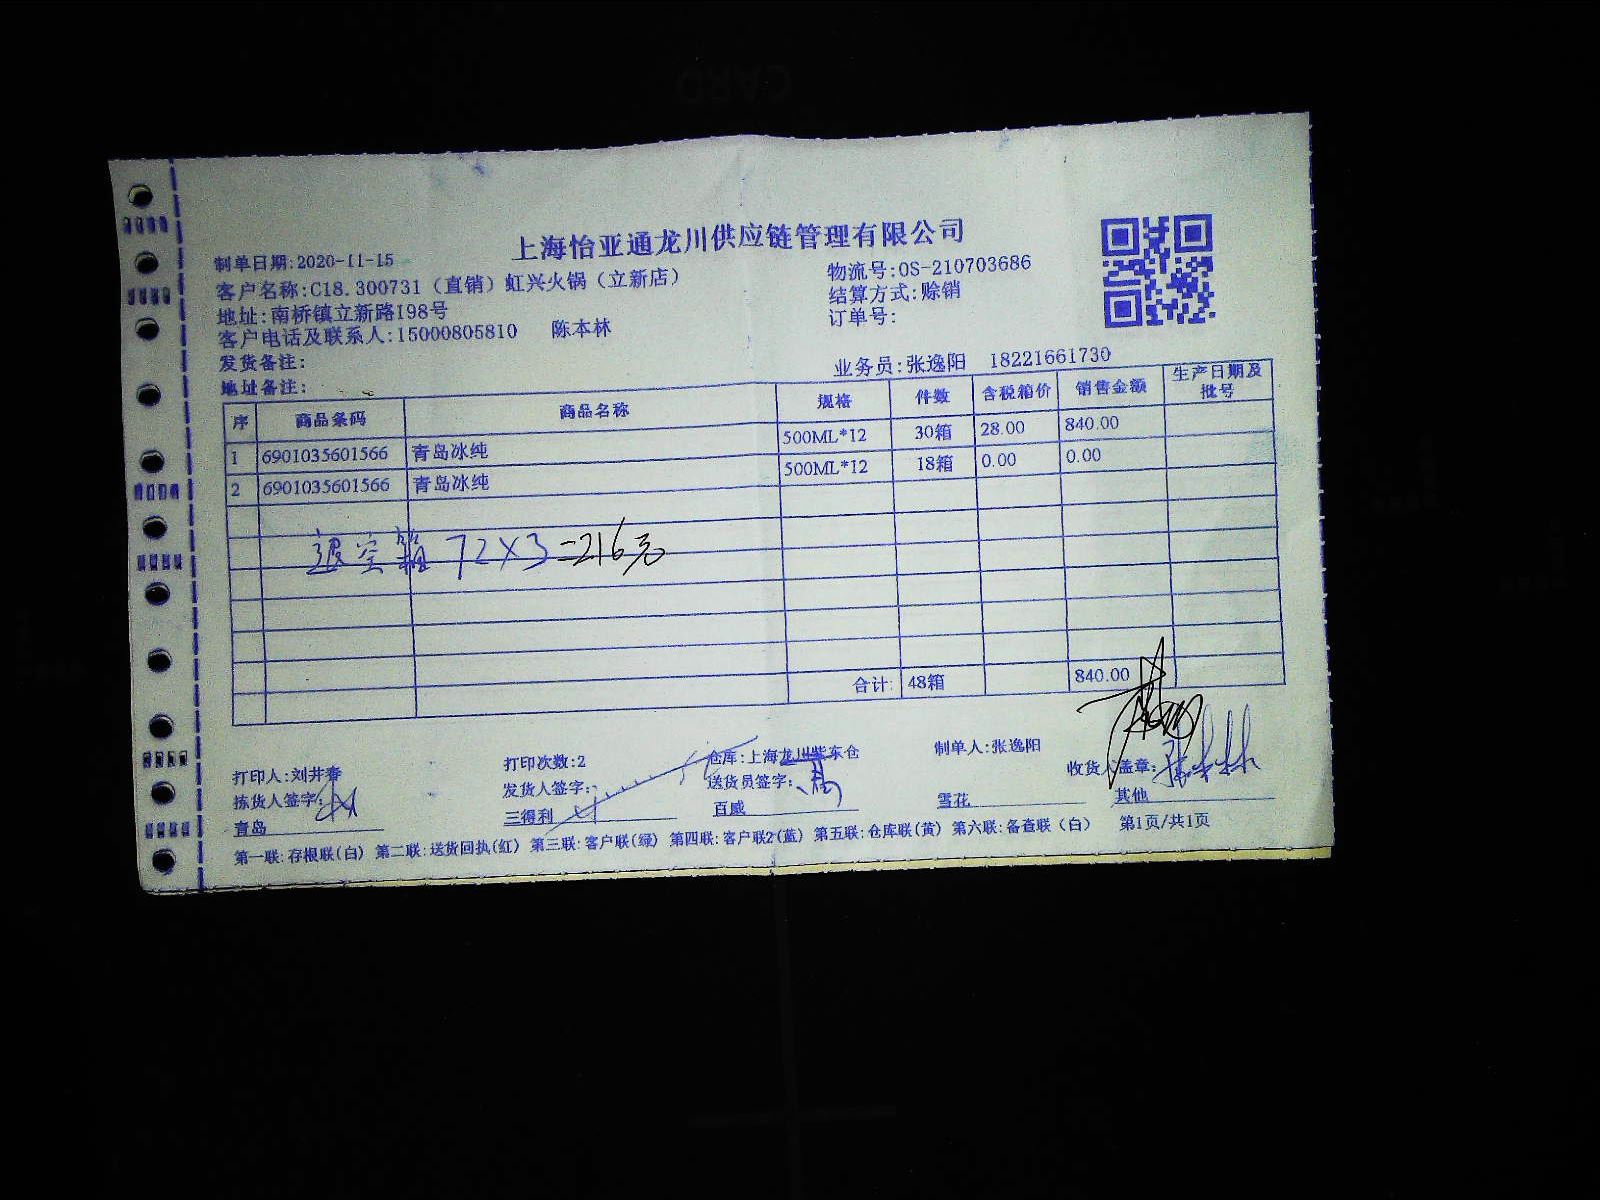 上海怡亚通龙川供应链管理有限公司
制单日期:2020-11-15
物流号:OS-210703686
客户名称:C18.300731（直销）虹兴火锅（立新店）
结算方式:赊销
地址:南桥镇立新路198号
订单号:
客户电话及联系人:15000805810 陈本林
发货备注:
业务员:张逸阳 18221661730
地址备注:
序 商品条码 商品名称 规格 件数 含税箱价 销售金额 生产日期及批号
1 6901035601566 青岛冰纯 500ML*12 30箱 28.00 840.00
2 6901035601566 青岛冰纯 500ML*12 18箱 0.00 0.00
退空箱 72×3=216元
合计: 48箱 840.00
打印人:刘井春 打印次数:2 仓库:上海龙川柴东仓 制单人:张逸阳
拣货人签字: 发货人签字: 送货员签字: 收货人盖章:
青岛 三得利 百威 雪花 其他
第一联:存根联(白) 第二联:送货回执(红) 第三联:客户联(绿) 第四联:客户联2(蓝) 第五联:仓库联(黄) 第六联:备查联（白） 第1页/共1页